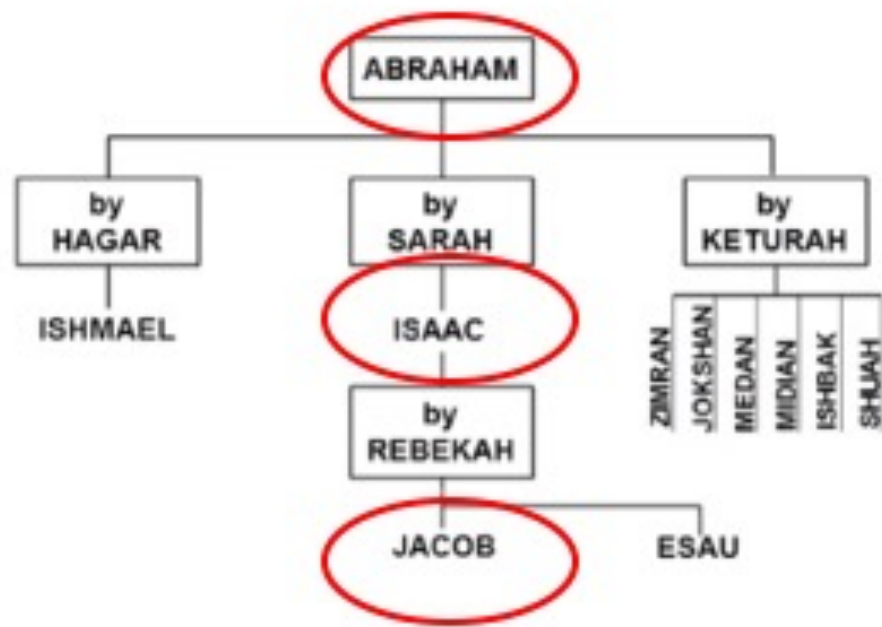 ABRAHAM
by
HAGAR
by
SARAH
by
KETURAH
ISHMAEL
ISAAC
ZIMRAN
JOKSHAN
MEDAN
MIDIAN
ISHBAK
SHUAH
by
REBEKAH
JACOB
ESAU